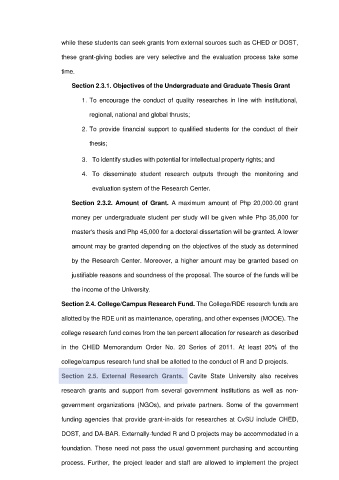 while these students can seek grants from external sources such as CHED or DOST,
these grant-giving bodies are very selective and the evaluation process take some
time.
Section 2.3.1. Objectives of the Undergraduate and Graduate Thesis Grant
1. To encourage the conduct of quality researches in line with institutional,
regional, national and global thrusts;
2. To provide financial support to qualified students for the conduct of their
thesis;
3. To identify studies with potential for intellectual property rights; and
4. To disseminate student research outputs through the monitoring and
evaluation system of the Research Center.
Section 2.3.2. Amount of Grant. A maximum amount of Php 20,000.00 grant
money per undergraduate student per study will be given while Php 35,000 for
master's thesis and Php 45,000 for a doctoral dissertation will be granted. A lower
amount may be granted depending on the objectives of the study as determined
by the Research Center. Moreover, a higher amount may be granted based on
justifiable reasons and soundness of the proposal. The source of the funds will be
the income of the University.
Section 2.4. College/Campus Research Fund. The College/RDE research funds are
allotted by the RDE unit as maintenance, operating, and other expenses (MOOE). The
college research fund comes from the ten percent allocation for research as described
in the CHED Memorandum Order No. 20 Series of 2011. At least 20% of the
college/campus research fund shall be allotted to the conduct of R and D projects.
Section 2.5. External Research Grants. Cavite State University also receives
research grants and support from several government institutions as well as non-
government organizations (NGOs), and private partners. Some of the government
funding agencies that provide grant-in-aids for researches at CvSU include CHED,
DOST, and DA-BAR. Externally-funded R and D projects may be accommodated in a
foundation. These need not pass the usual government purchasing and accounting
process. Further, the project leader and staff are allowed to implement the project